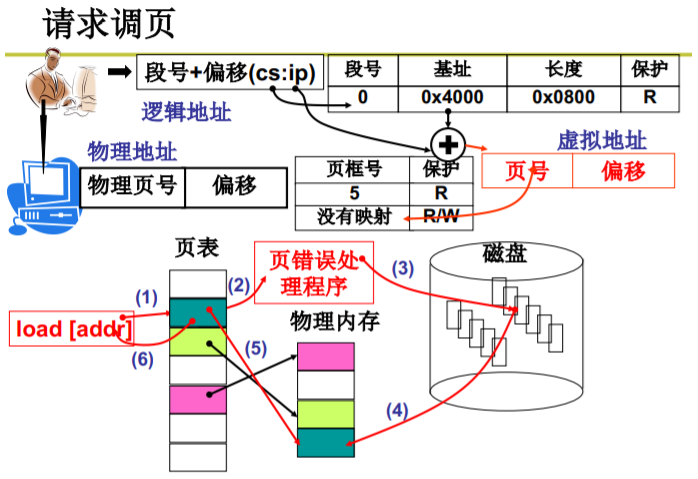 请求调页
段号+偏移(cs:ip)
段号 基址 长度 保护
0 0x4000 0x0800 R
逻辑地址
+
虚拟地址
物理地址
物理页号 偏移
页框号 保护
5 R
没有映射 R/W
页号 偏移
页表
页错误处
理程序
磁盘
(1)
(2)
(3)
load [addr]
物理内存
(6)
(5)
(4)